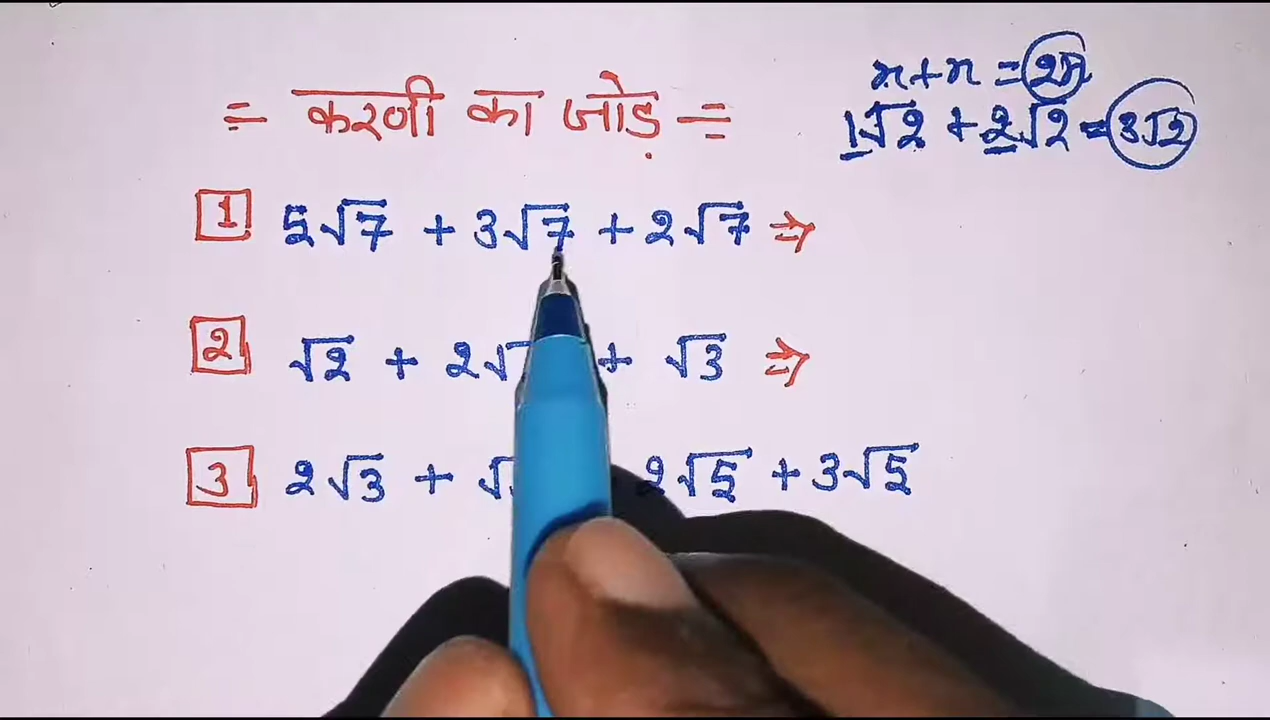 = करणी का जोड़ =
x+x = 2x
1√2 + 2√2 = 3√2
1 5√7 + 3√7 + 2√7 ⇒
2 √2 + 2√ + √3 ⇒
3 2√3 + √ 2√5 + 3√5